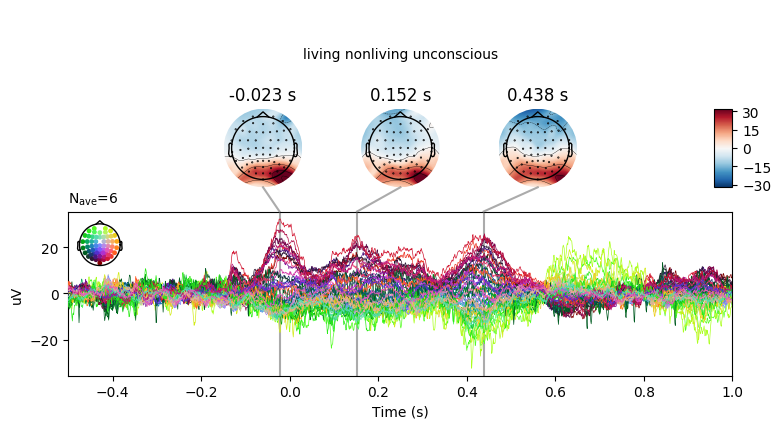 living nonliving unconscious
-0.023 s 0.152 s 0.438 s
30
15
0
−15
−30
Nave=6
20
0
−20
uV
−0.4 −0.2 0.0 0.2 0.4 0.6 0.8 1.0
Time (s)